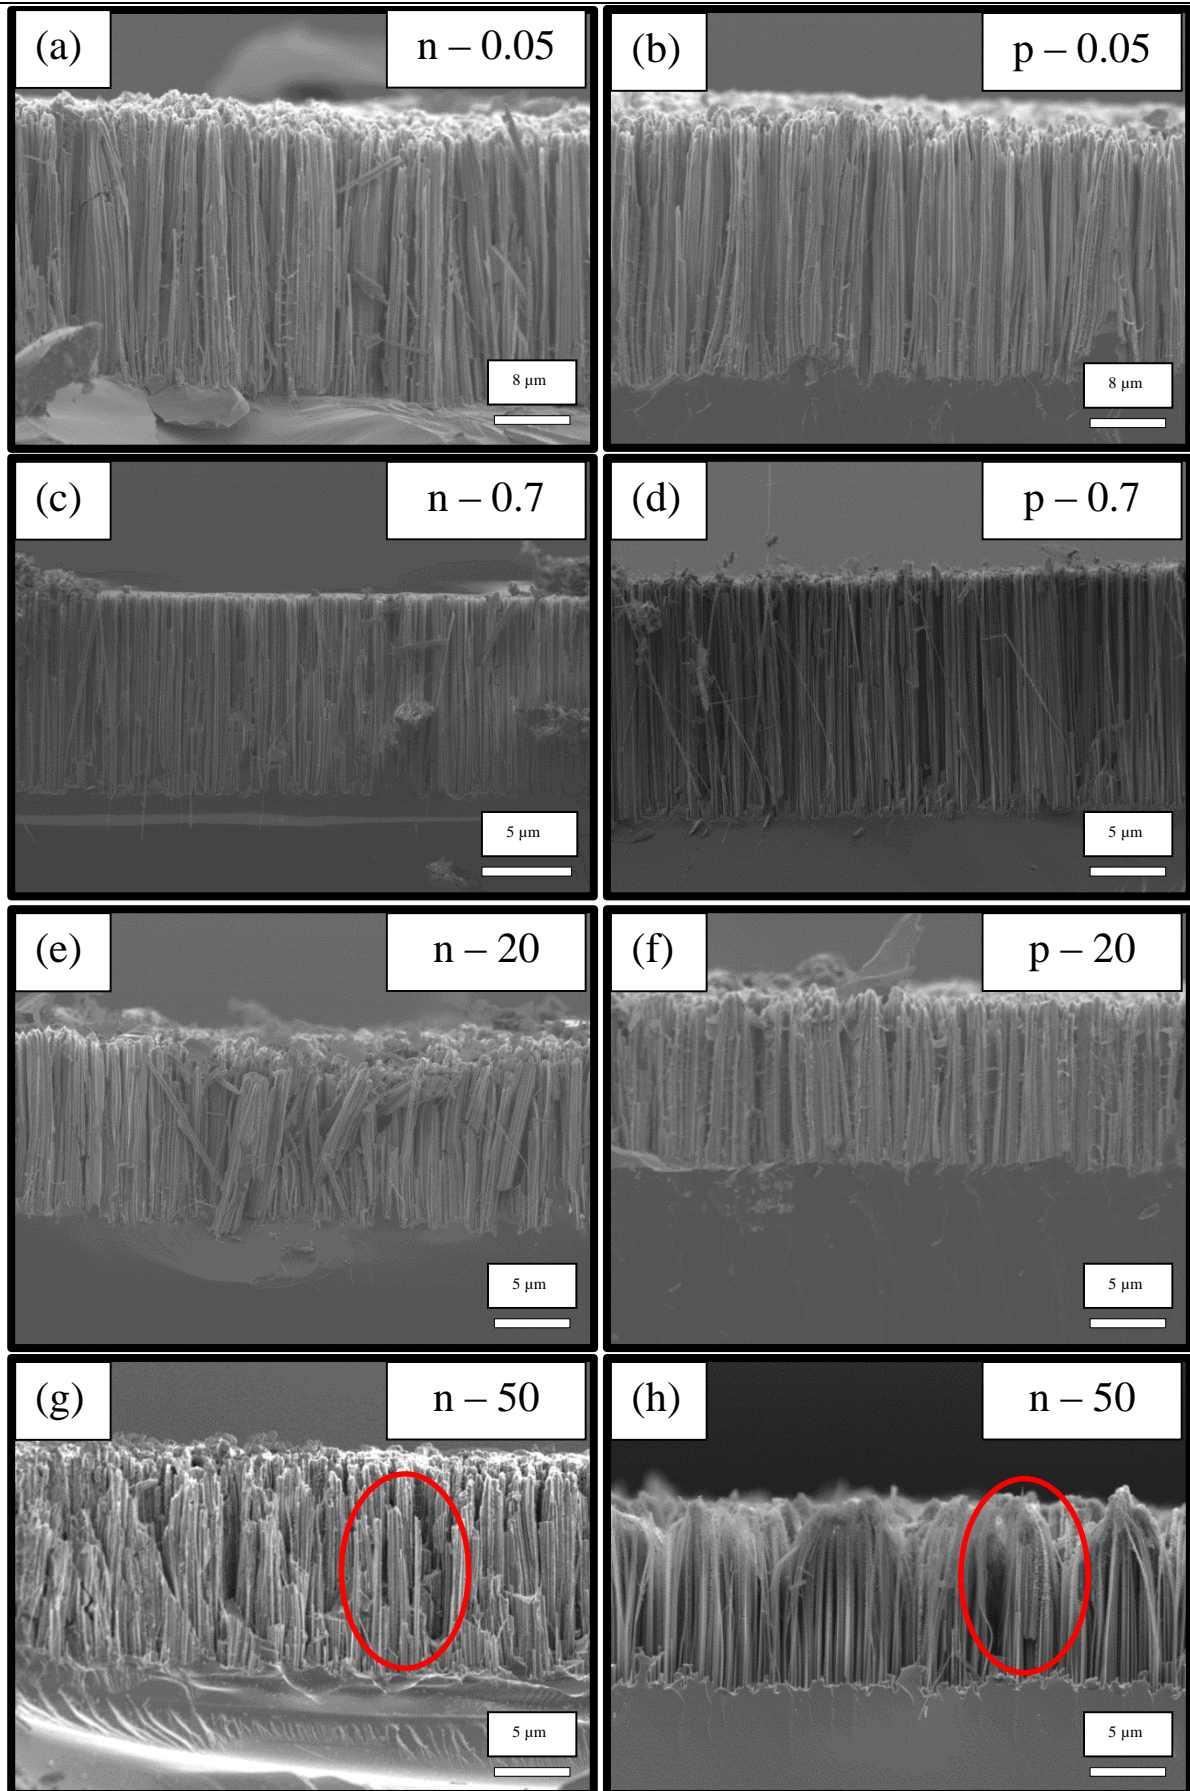 (a) n – 0.05
(b) p – 0.05
8 µm
8 µm
(c) n – 0.7
(d) p – 0.7
5 µm
5 µm
(e) n – 20
(f) p – 20
5 µm
5 µm
(g) n – 50
(h) n – 50
5 µm
5 µm